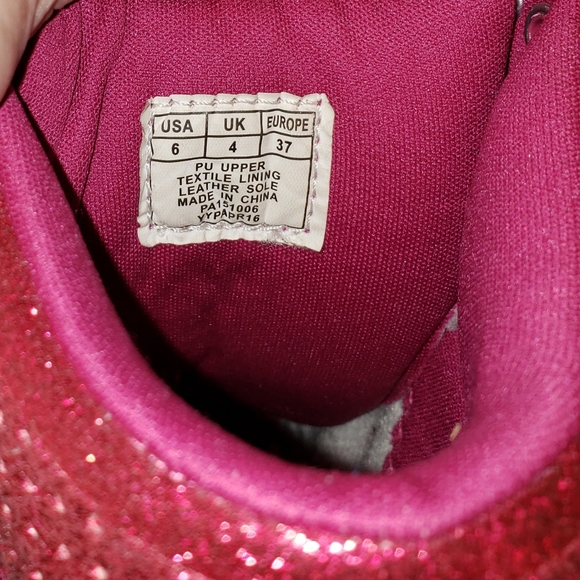 USA UK EUROPE
6 4 37
PU UPPER
TEXTILE LINING
LEATHER SOLE
MADE IN CHINA
PA151006
YYPAPR16